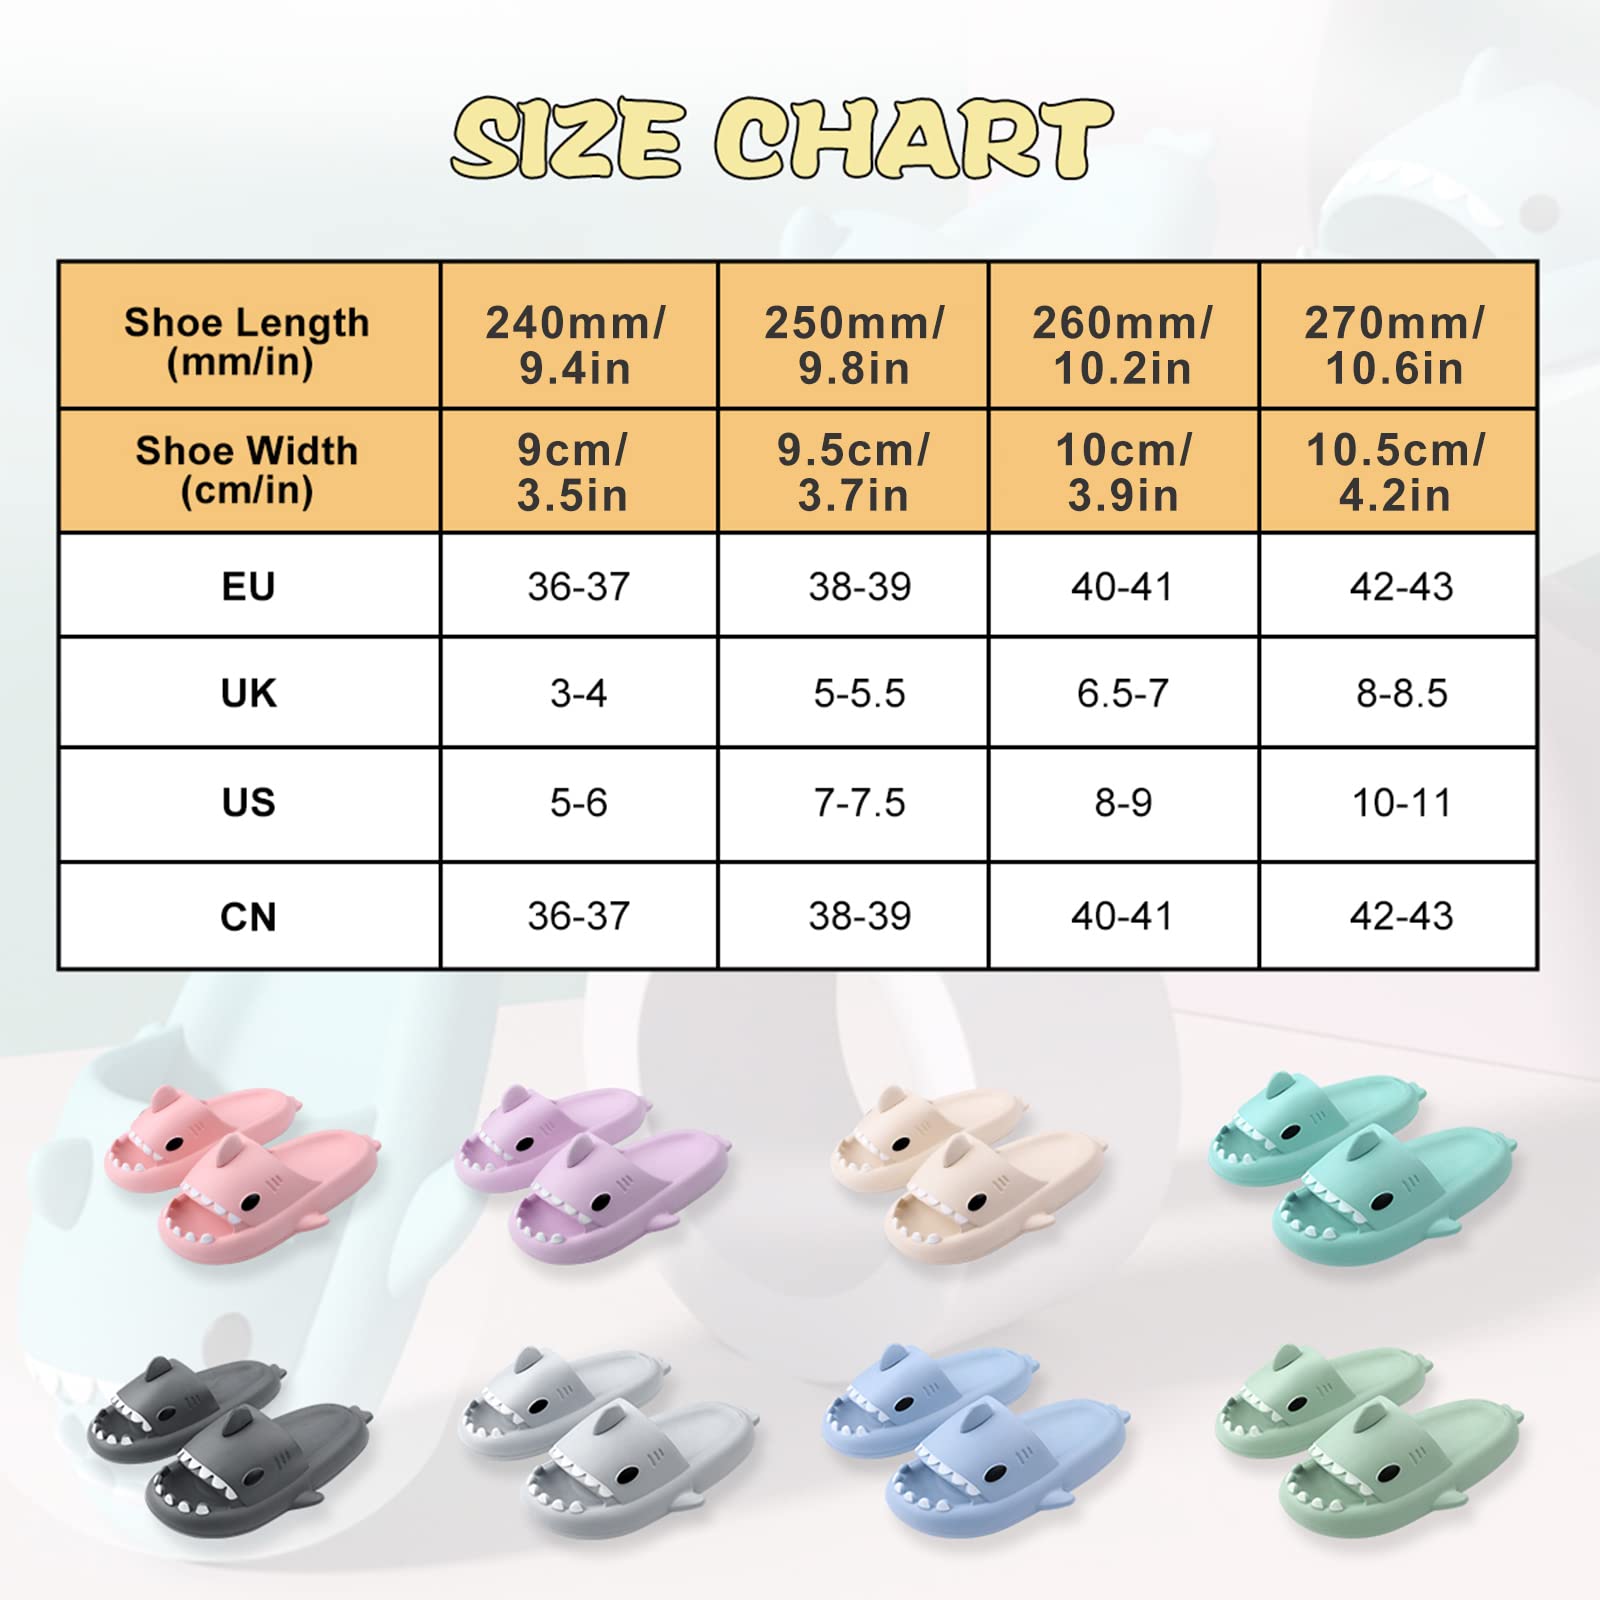 SIZE CHART
Shoe Length
(mm/in)
240mm/
9.4in
250mm/
9.8in
260mm/
10.2in
270mm/
10.6in
Shoe Width
(cm/in)
9cm/
3.5in
9.5cm/
3.7in
10cm/
3.9in
10.5cm/
4.2in
EU 36-37 38-39 40-41 42-43
UK 3-4 5-5.5 6.5-7 8-8.5
US 5-6 7-7.5 8-9 10-11
CN 36-37 38-39 40-41 42-43